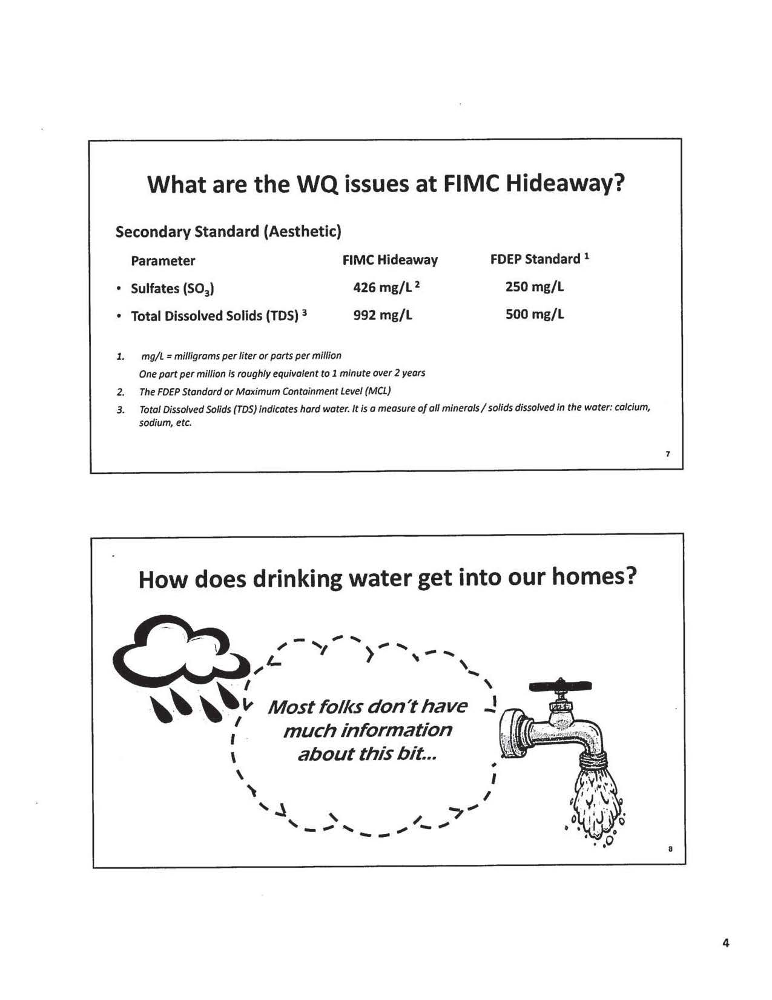 What are the WQ issues at FIMC Hideaway?
Secondary Standard (Aesthetic)
Parameter FIMC Hideaway FDEP Standard ¹
• Sulfates (SO₃) 426 mg/L ² 250 mg/L
• Total Dissolved Solids (TDS) ³ 992 mg/L 500 mg/L
1. mg/L = milligrams per liter or parts per million
One part per million is roughly equivalent to 1 minute over 2 years
2. The FDEP Standard or Maximum Containment Level (MCL)
3. Total Dissolved Solids (TDS) indicates hard water. It is a measure of all minerals / solids dissolved in the water: calcium,
sodium, etc.
7
How does drinking water get into our homes?
Most folks don't have
much information
about this bit...
8
4